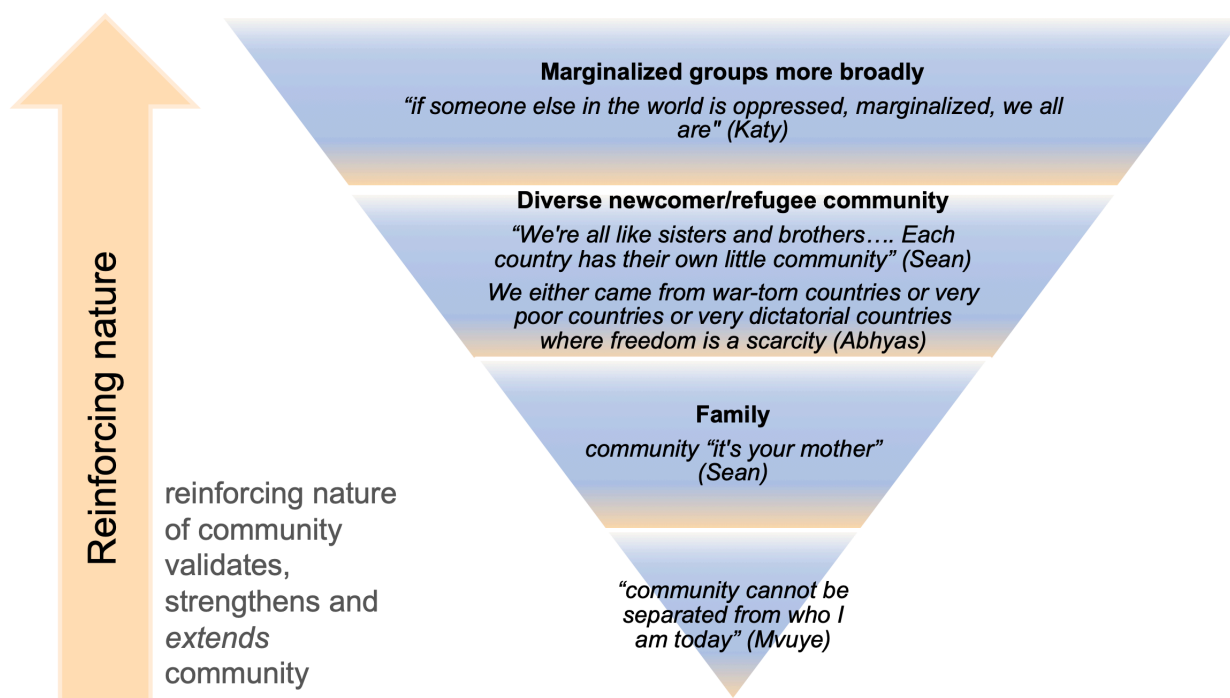 Reinforcing nature
reinforcing nature
of community
validates,
strengthens and
extends
community
Marginalized groups more broadly
“if someone else in the world is oppressed, marginalized, we all
are" (Katy)
Diverse newcomer/refugee community
“We're all like sisters and brothers…. Each
country has their own little community” (Sean)
We either came from war-torn countries or very
poor countries or very dictatorial countries
where freedom is a scarcity (Abhyas)
Family
community “it's your mother”
(Sean)
“community cannot be
separated from who I
am today” (Mvuye)